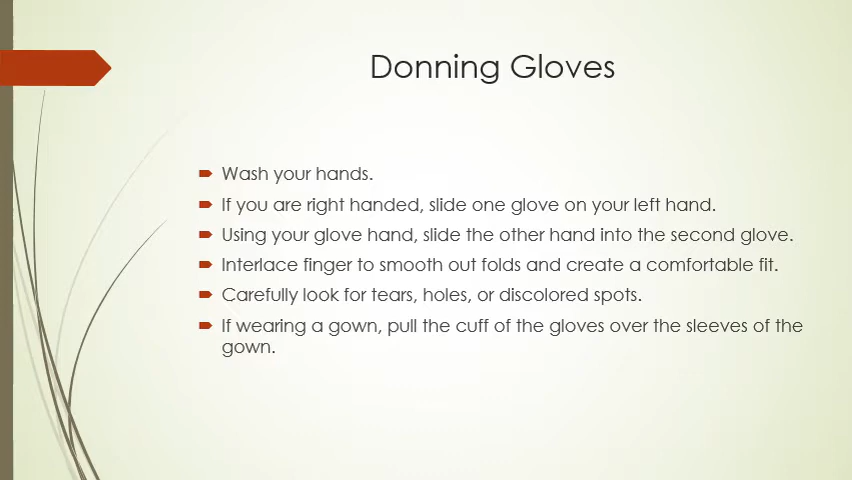 Donning Gloves
Wash your hands.
If you are right handed, slide one glove on your left hand.
Using your glove hand, slide the other hand into the second glove.
Interlace finger to smooth out folds and create a comfortable fit.
Carefully look for tears, holes, or discolored spots.
If wearing a gown, pull the cuff of the gloves over the sleeves of the
gown.